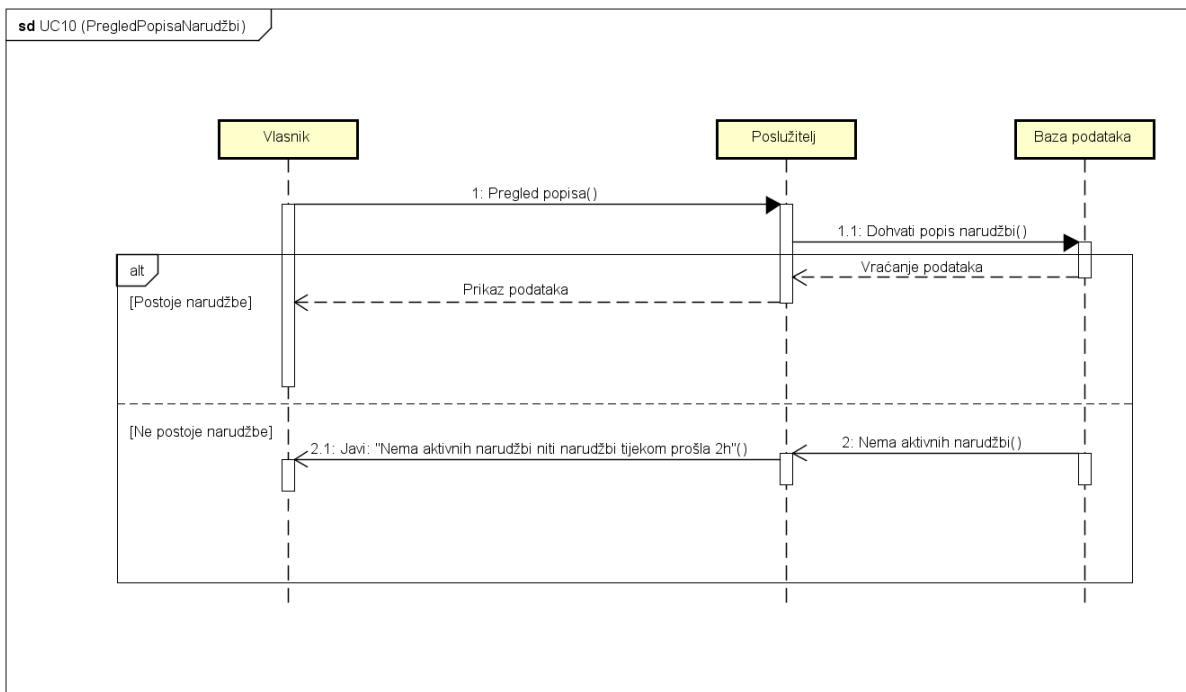 sd UC10 (PregledPopisaNarudžbi)
Vlasnik
Poslužitelj
Baza podataka
1: Pregled popisa()
1.1: Dohvati popis narudžbi()
alt
Vraćanje podataka
Prikaz podataka
[Postoje narudžbe]
[Ne postoje narudžbe]
2.1: Javi: "Nema aktivnih narudžbi niti narudžbi tijekom prošla 2h"()
2: Nema aktivnih narudžbi()